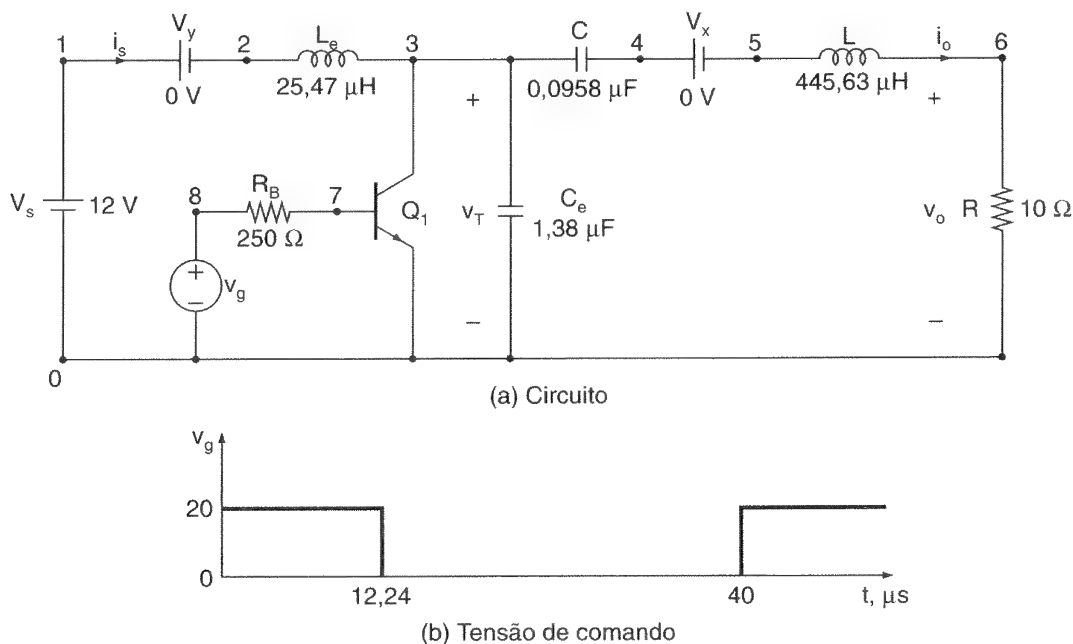 1 i_s V_y 2 L_e 3 C 4 V_x 5 L i_o 6
0 V 25,47 μH 0,0958 μF 0 V 445,63 μH
+ +
V_s 12 V 8 R_B 7 Q_1 v_T C_e v_o R 10 Ω
250 Ω 1,38 μF
+
− v_g
− −
0
(a) Circuito
v_g
20
0
12,24 40 t, μs
(b) Tensão de comando